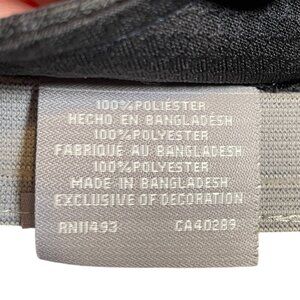 100% POLIESTER
HECHO EN BANGLADESH
100% POLYESTER
FABRIQUE AU BANGLADESH
100% POLYESTER
MADE IN BANGLADESH
EXCLUSIVE OF DECORATION
RN11493 CA40289